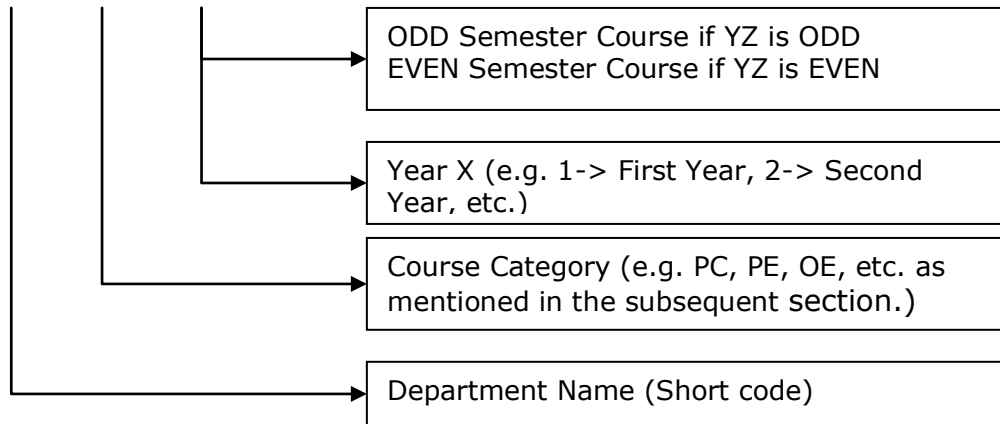 ODD Semester Course if YZ is ODD
EVEN Semester Course if YZ is EVEN
Year X (e.g. 1-> First Year, 2-> Second
Year, etc.)
Course Category (e.g. PC, PE, OE, etc. as
mentioned in the subsequent section.)
Department Name (Short code)